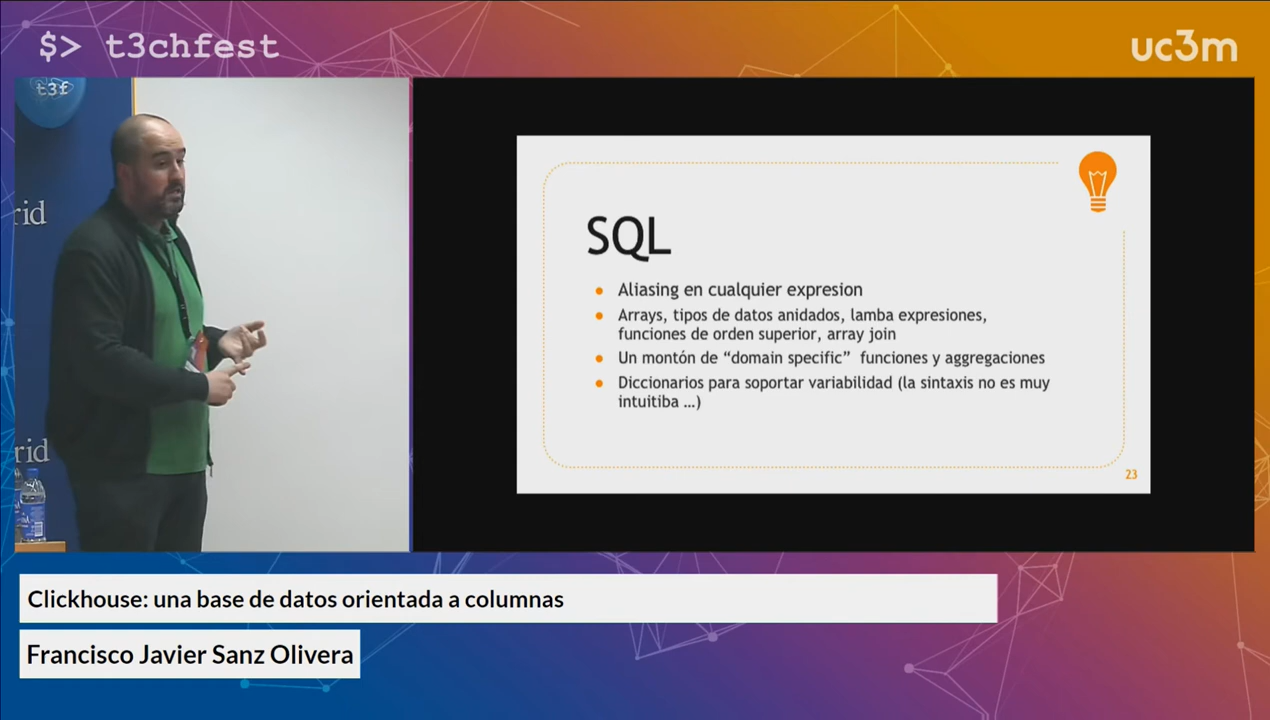 $> t3chfest
uc3m
t3f
rid
rid
SQL
● Aliasing en cualquier expresion
● Arrays, tipos de datos anidados, lamba expresiones,
funciones de orden superior, array join
● Un montón de “domain specific” funciones y aggregaciones
● Diccionarios para soportar variabilidad (la sintaxis no es muy
intuitiba ...)
23
Clickhouse: una base de datos orientada a columnas
Francisco Javier Sanz Olivera